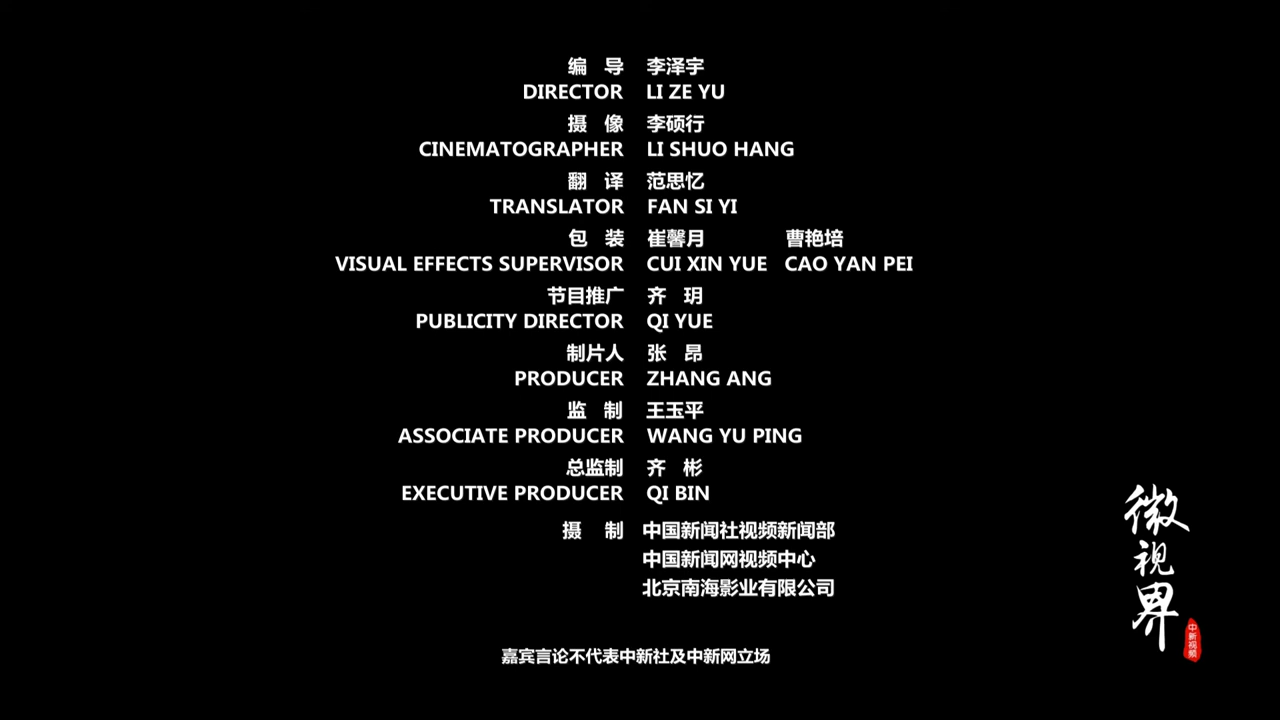 编 导 李泽宇
DIRECTOR LI ZE YU
摄 像 李硕行
CINEMATOGRAPHER LI SHUO HANG
翻 译 范思忆
TRANSLATOR FAN SI YI
包 装 崔馨月 曹艳培
VISUAL EFFECTS SUPERVISOR CUI XIN YUE CAO YAN PEI
节目推广 齐 玥
PUBLICITY DIRECTOR QI YUE
制片人 张 昂
PRODUCER ZHANG ANG
监 制 王玉平
ASSOCIATE PRODUCER WANG YU PING
总监制 齐 彬
EXECUTIVE PRODUCER QI BIN
摄 制 中国新闻社视频新闻部
中国新闻网视频中心
北京南海影业有限公司
嘉宾言论不代表中新社及中新网立场
微视界
中新视频